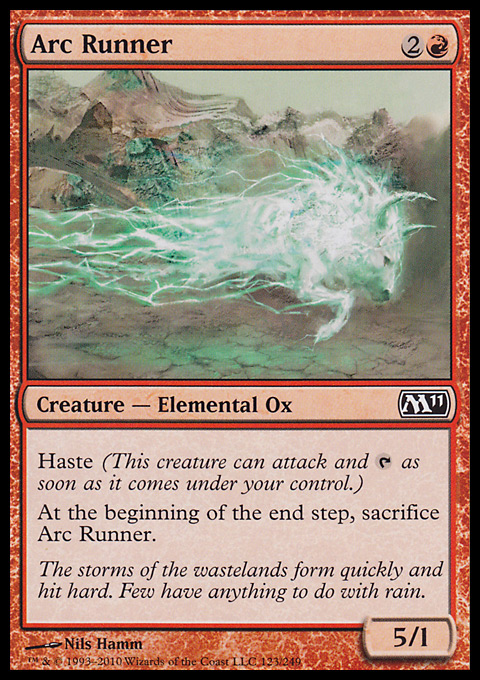 Arc Runner 2
Creature — Elemental Ox M11
Haste (This creature can attack and as
soon as it comes under your control.)
At the beginning of the end step, sacrifice
Arc Runner.
The storms of the wastelands form quickly and
hit hard. Few have anything to do with rain.
Nils Hamm
5/1
™ & © 1993–2010 Wizards of the Coast LLC 123/249